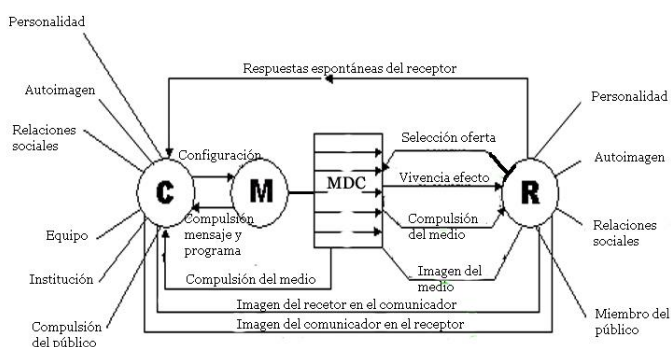 Personalidad
Respuestas espontáneas del receptor
Personalidad
Autoimagen
Relaciones
sociales
Configuración
Selección oferta
C
M
MDC
Vivencia efecto
R
Autoimagen
Compulsión
mensaje y
programa
Compulsión
del medio
Relaciones
sociales
Equipo
Institución
Compulsión del medio
Imagen del
medio
Imagen del recetor en el comunicador
Imagen del comunicador en el receptor
Compulsión
del público
Miembro del
público